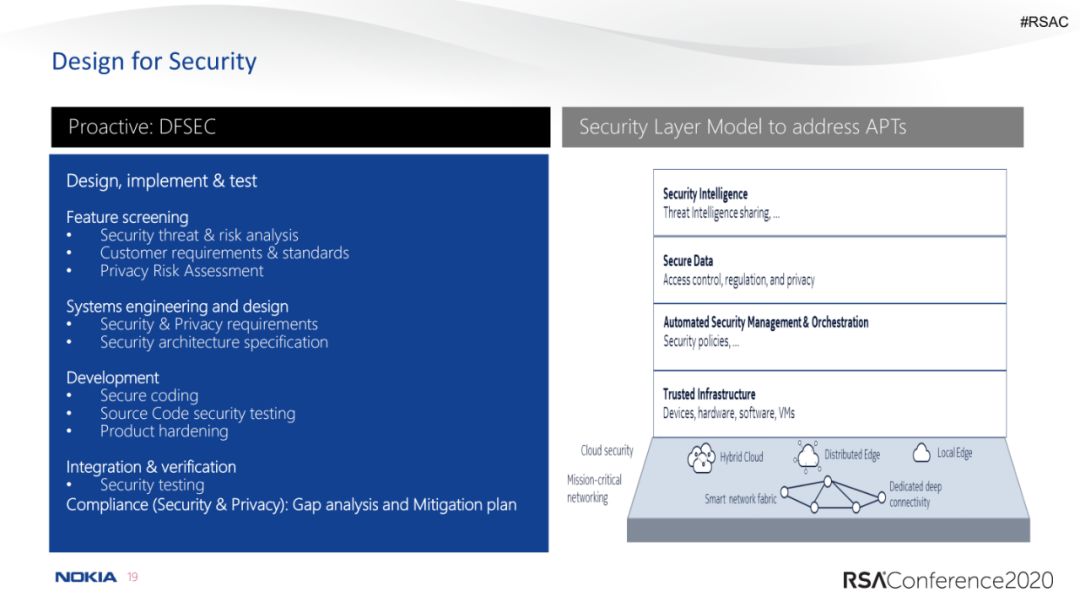 #RSAC
Design for Security
Proactive: DFSEC
Design, implement & test
Feature screening
• Security threat & risk analysis
• Customer requirements & standards
• Privacy Risk Assessment
Systems engineering and design
• Security & Privacy requirements
• Security architecture specification
Development
• Secure coding
• Source Code security testing
• Product hardening
Integration & verification
• Security testing
Compliance (Security & Privacy): Gap analysis and Mitigation plan
Security Layer Model to address APTs
Security Intelligence
Threat Intelligence sharing, ...
Secure Data
Access control, regulation, and privacy
Automated Security Management & Orchestration
Security policies, ...
Trusted Infrastructure
Devices, hardware, software, VMs
Cloud security
Hybrid Cloud
Distributed Edge
Local Edge
Mission-critical
networking
Smart network fabric
Dedicated deep
connectivity
NOKIA 19
RSAConference2020